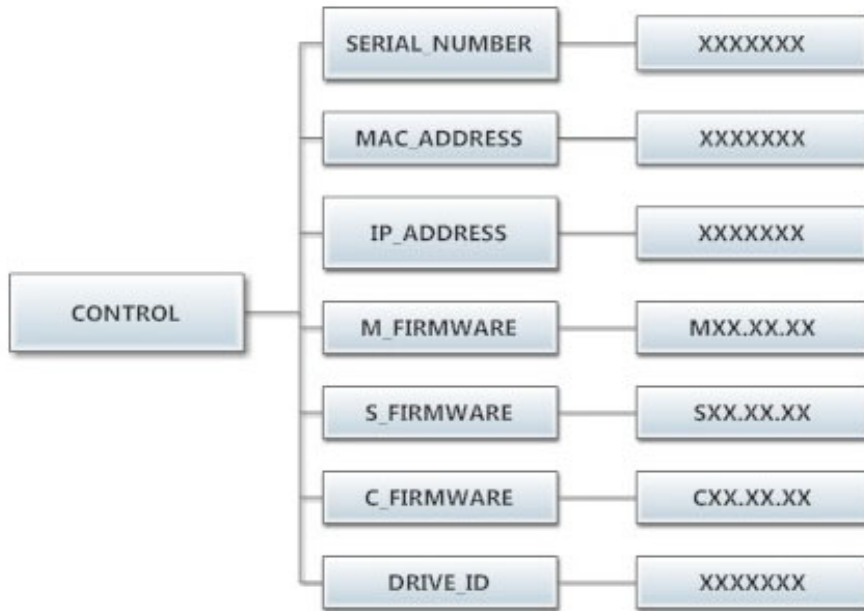 SERIAL_NUMBER XXXXXXX
MAC_ADDRESS XXXXXXX
IP_ADDRESS XXXXXXX
CONTROL
M_FIRMWARE MXX.XX.XX
S_FIRMWARE SXX.XX.XX
C_FIRMWARE CXX.XX.XX
DRIVE_ID XXXXXXX